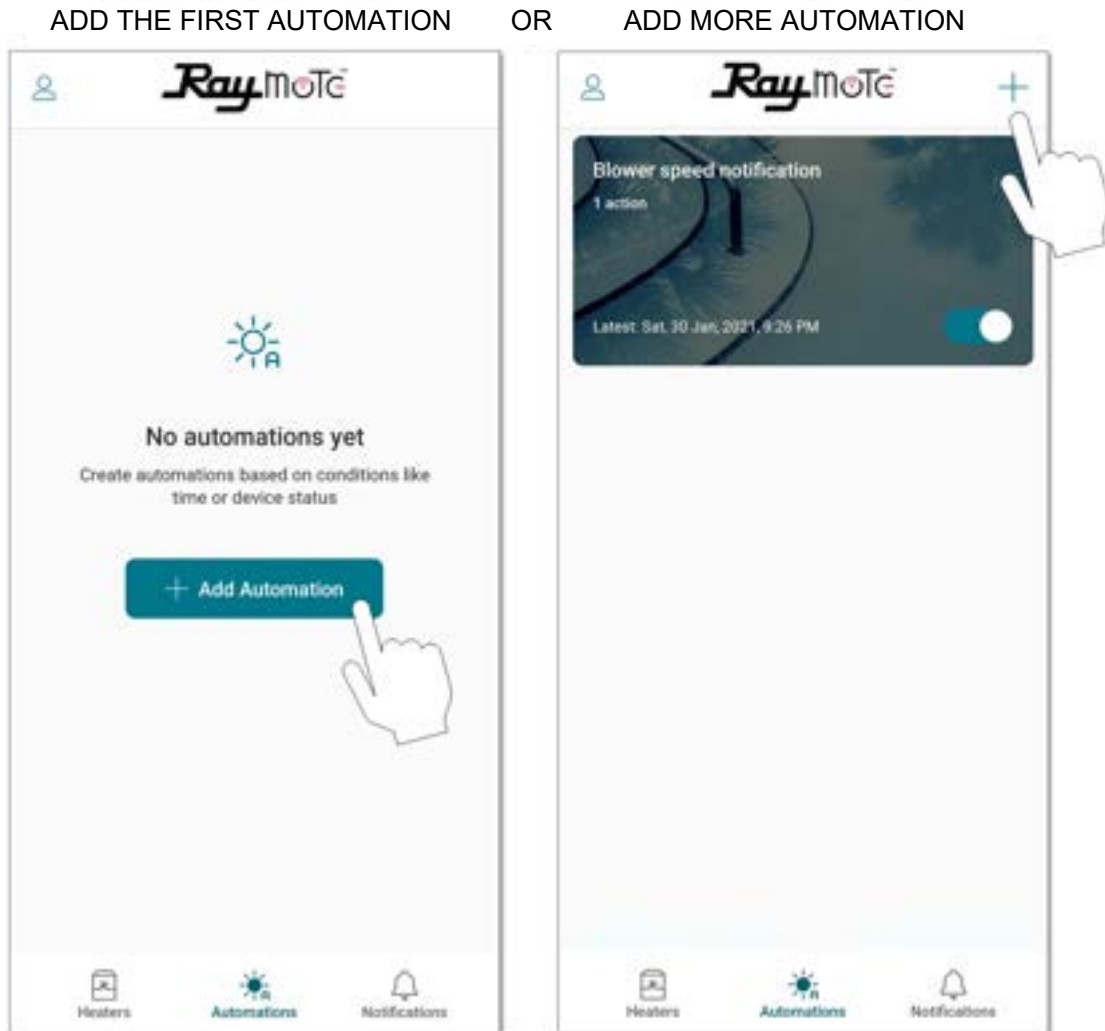 ADD THE FIRST AUTOMATION OR ADD MORE AUTOMATION
RayMoTe™
No automations yet
Create automations based on conditions like
time or device status
+ Add Automation
Heaters Automations Notifications
RayMoTe™
Blower speed notification
1 action
Latest: Sat, 30 Jan, 2021, 9:26 PM
Heaters Automations Notifications